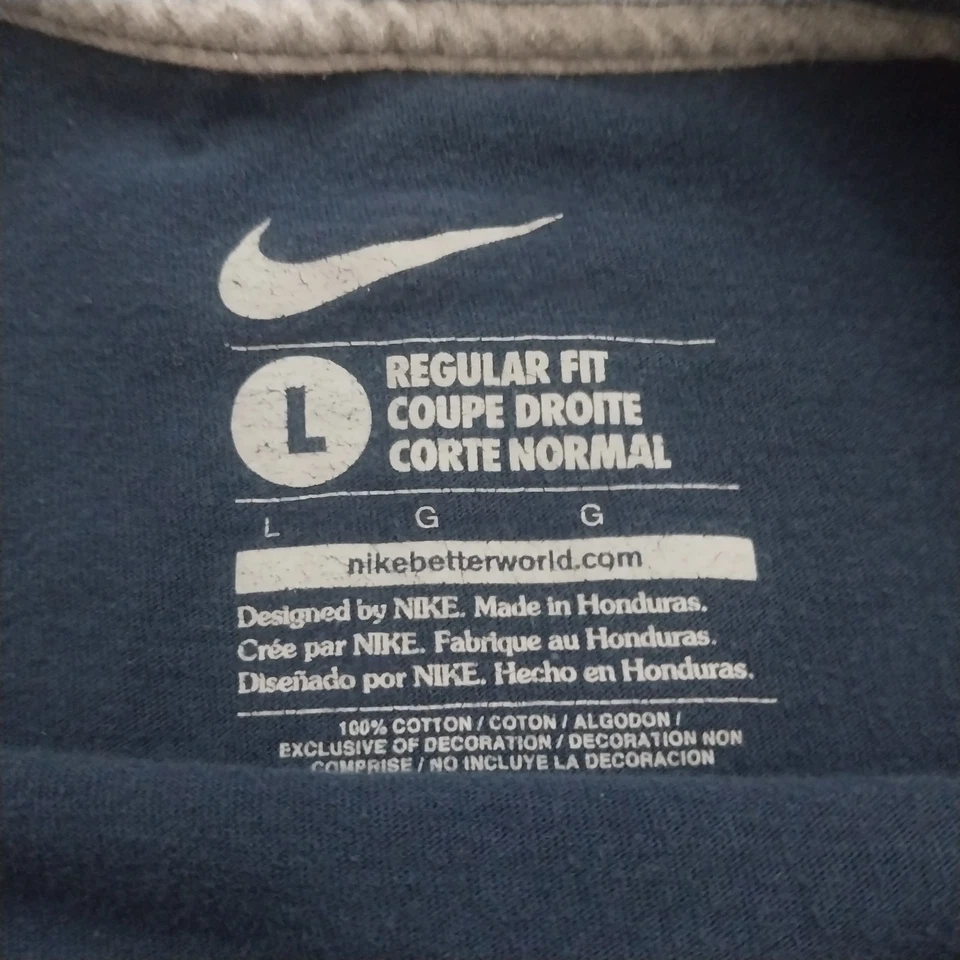 L
REGULAR FIT
COUPE DROITE
CORTE NORMAL
L G G
nikebetterworld.com
Designed by NIKE. Made in Honduras.
Crée par NIKE. Fabrique au Honduras.
Diseñado por NIKE. Hecho en Honduras.
100% COTTON / COTON / ALGODON /
EXCLUSIVE OF DECORATION / DECORATION NON
COMPRISE / NO INCLUYE LA DECORACION